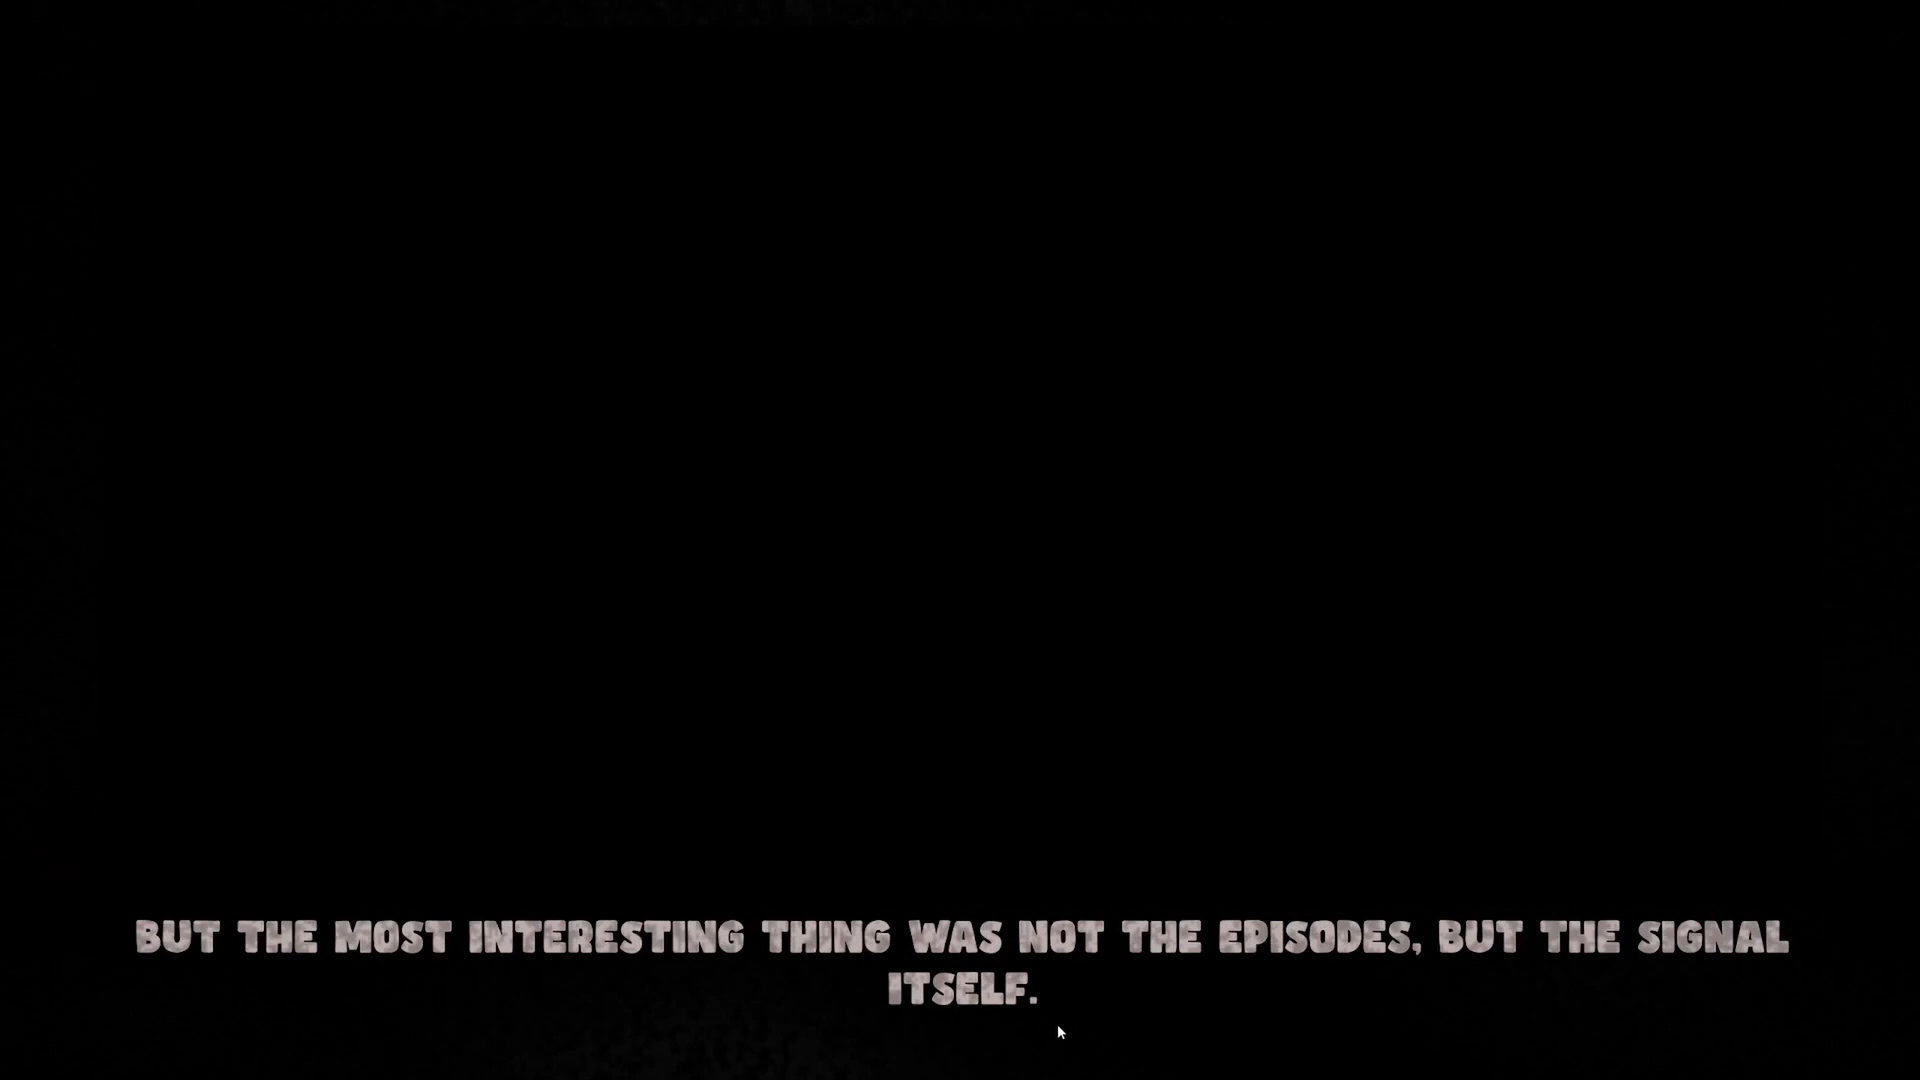 BUT THE MOST INTERESTING THING WAS NOT THE EPISODES, BUT THE SIGNAL
ITSELF.